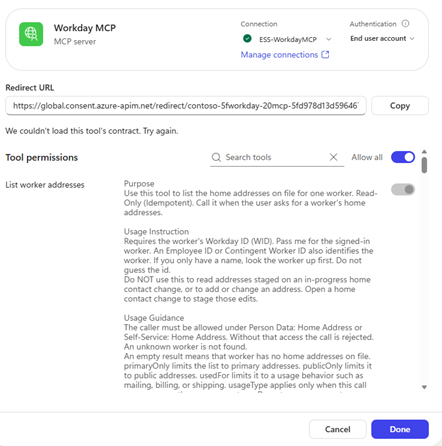 Workday MCP
MCP server
Connection
ESS-WorkdayMCP
Manage connections
Authentication
End user account
Redirect URL
https://global.consent.azure-apim.net/redirect/contoso-5fworkday-20mcp-5fd978d13d59646
Copy
We couldn't load this tool's contract. Try again.
Tool permissions
Search tools
Allow all
List worker addresses
Purpose
Use this tool to list the home addresses on file for one worker. Read-
Only (Idempotent). Call it when the user asks for a worker's home
addresses.
Usage Instruction
Requires the worker's Workday ID (WID). Pass me for the signed-in
worker. An Employee ID or Contingent Worker ID also identifies the
worker. If you only have a name, look the worker up first. Do not
guess the id.
Do NOT use this to read addresses staged on an in-progress home
contact change, or to add or change an address. Open a home
contact change to stage those edits.
Usage Guidance
The caller must be allowed under Person Data: Home Address or
Self-Service: Home Address. Without that access the call is rejected.
An unknown worker is not found.
An empty result means that worker has no home addresses on file.
primaryOnly limits the list to primary addresses. publicOnly limits it
to public addresses. usedFor limits it to a usage behavior such as
mailing, billing, or shipping. usageType applies only when this call
Cancel
Done